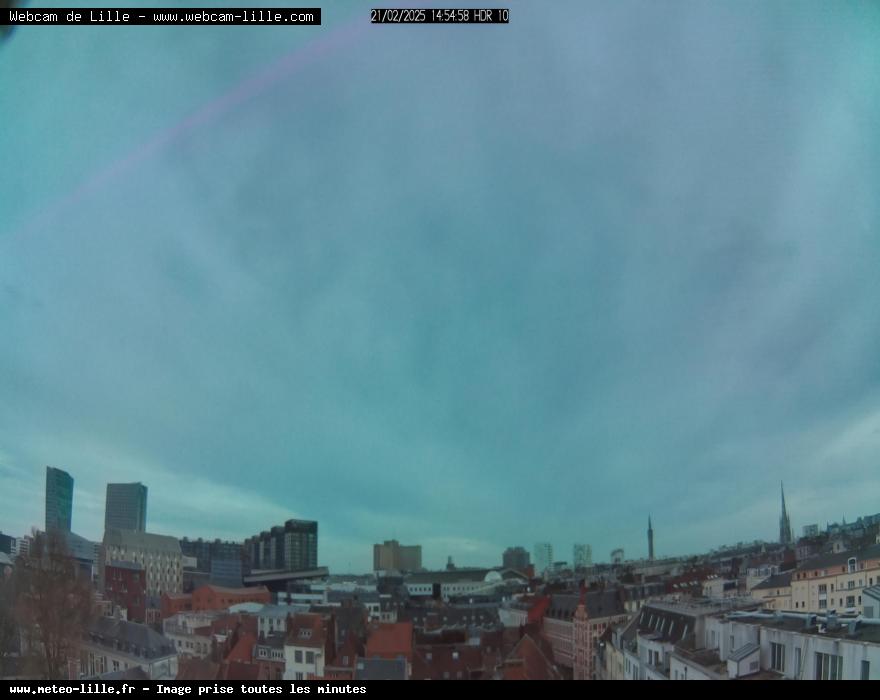 Webcam de Lille - www.webcam-lille.com
21/02/2025 14:54:58 HDR 10
www.meteo-lille.fr - Image prise toutes les minutes